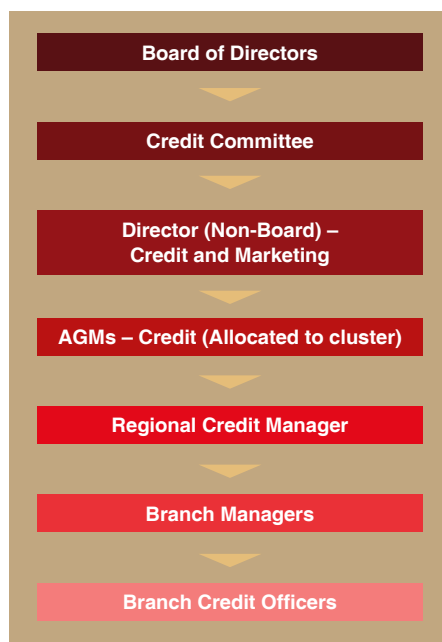 Board of Directors
Credit Committee
Director (Non-Board) –
Credit and Marketing
AGMs – Credit (Allocated to cluster)
Regional Credit Manager
Branch Managers
Branch Credit Officers